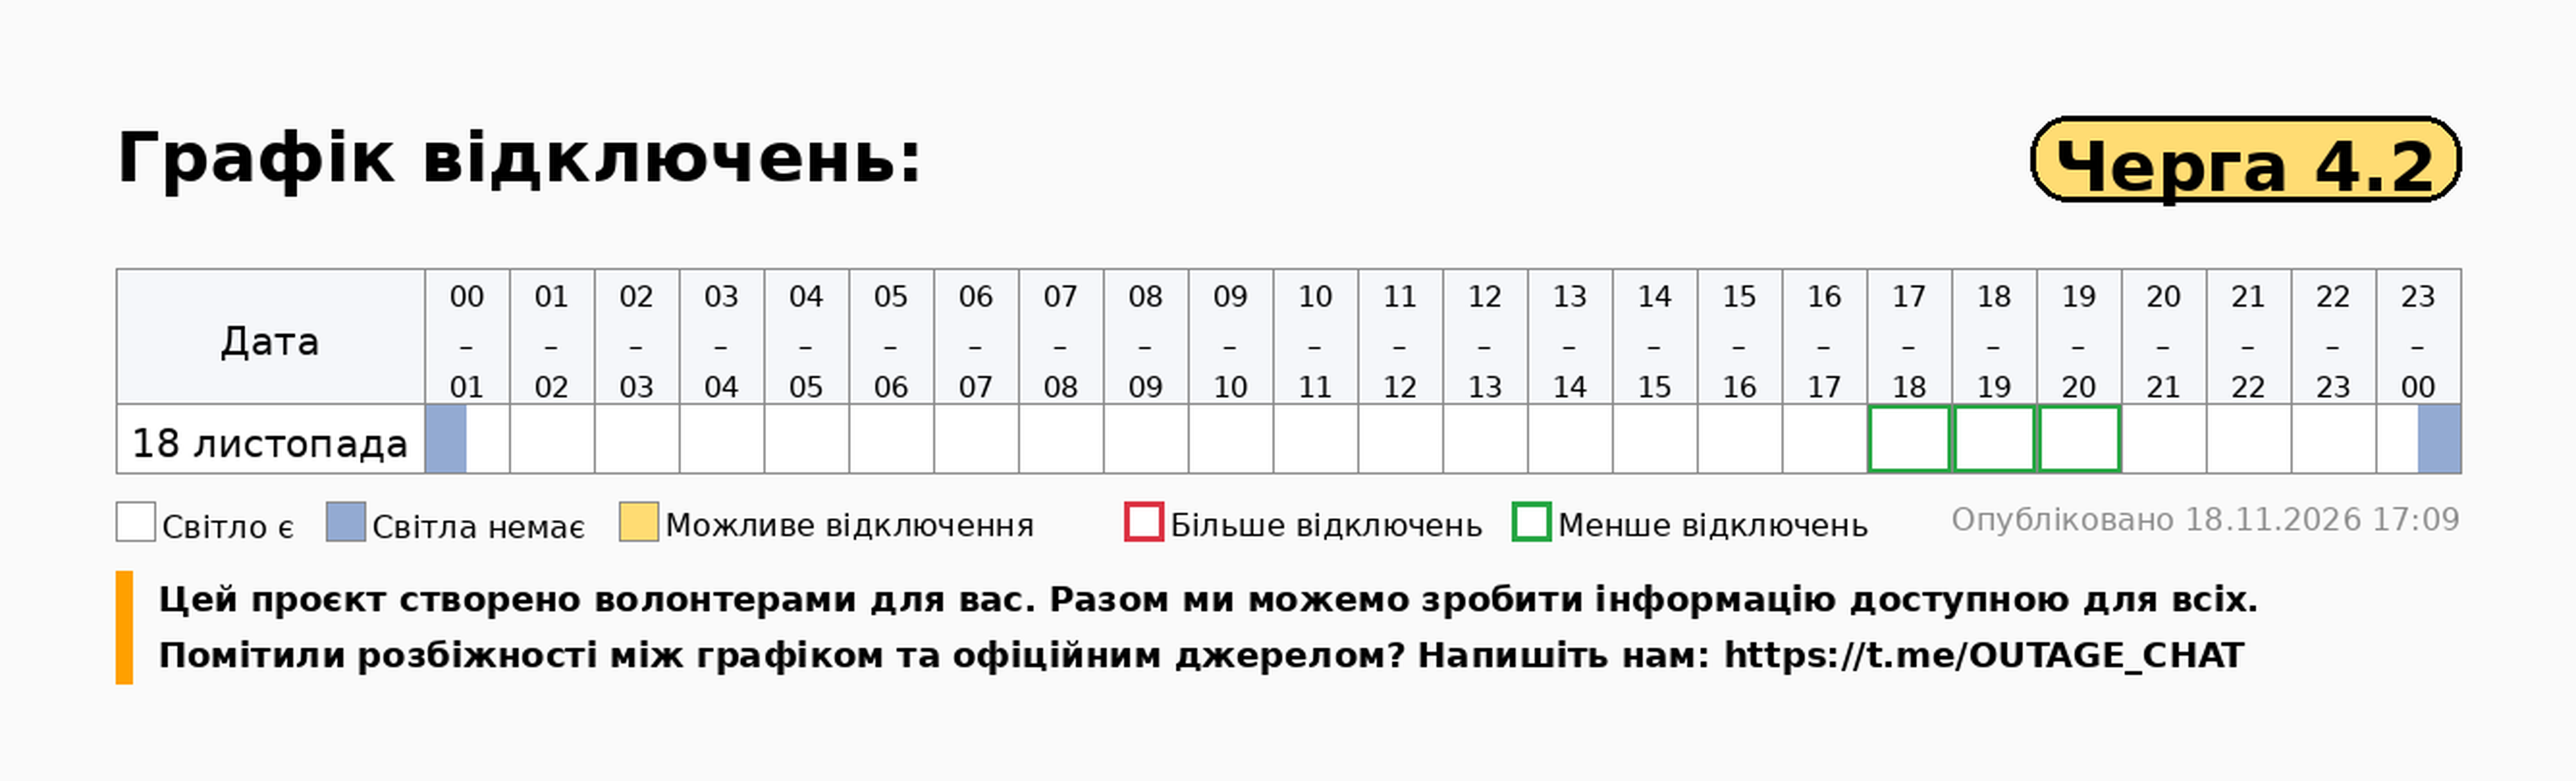 Графік відключень:
Черга 4.2
Дата
00 – 01
01 – 02
02 – 03
03 – 04
04 – 05
05 – 06
06 – 07
07 – 08
08 – 09
09 – 10
10 – 11
11 – 12
12 – 13
13 – 14
14 – 15
15 – 16
16 – 17
17 – 18
18 – 19
19 – 20
20 – 21
21 – 22
22 – 23
23 – 00
18 листопада
Світло є
Світла немає
Можливе відключення
Більше відключень
Менше відключень
Опубліковано 18.11.2026 17:09
Цей проєкт створено волонтерами для вас. Разом ми можемо зробити інформацію доступною для всіх.
Помітили розбіжності між графіком та офіційним джерелом? Напишіть нам: https://t.me/OUTAGE_CHAT